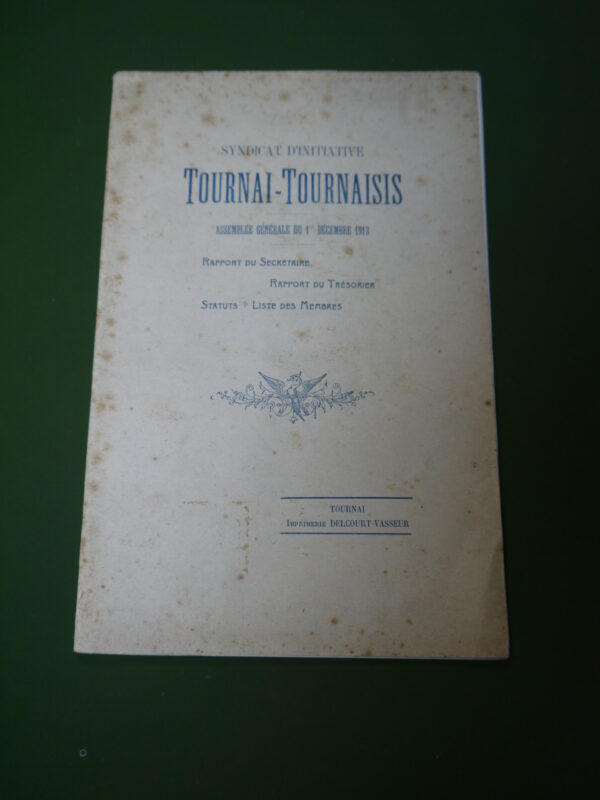 SYNDICAT D'INITIATIVE
TOURNAI-TOURNAISIS
ASSEMBLÉE GÉNÉRALE DU 1er DÉCEMBRE 1913
RAPPORT DU SECRÉTAIRE.
RAPPORT DU TRÉSORIER
STATUTS * LISTE DES MEMBRES
TOURNAI
IMPRIMERIE DELCOURT-VASSEUR